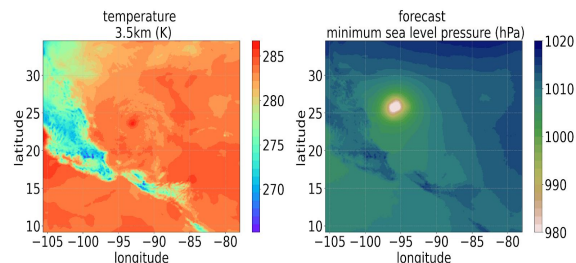 temperature
3.5km (K)
latitude
30
25
20
15
10
−105 −100 −95 −90 −85 −80
longitude
285
280
275
270
forecast
minimum sea level pressure (hPa)
latitude
30
25
20
15
10
−105 −100 −95 −90 −85 −80
longitude
1020
1010
1000
990
980